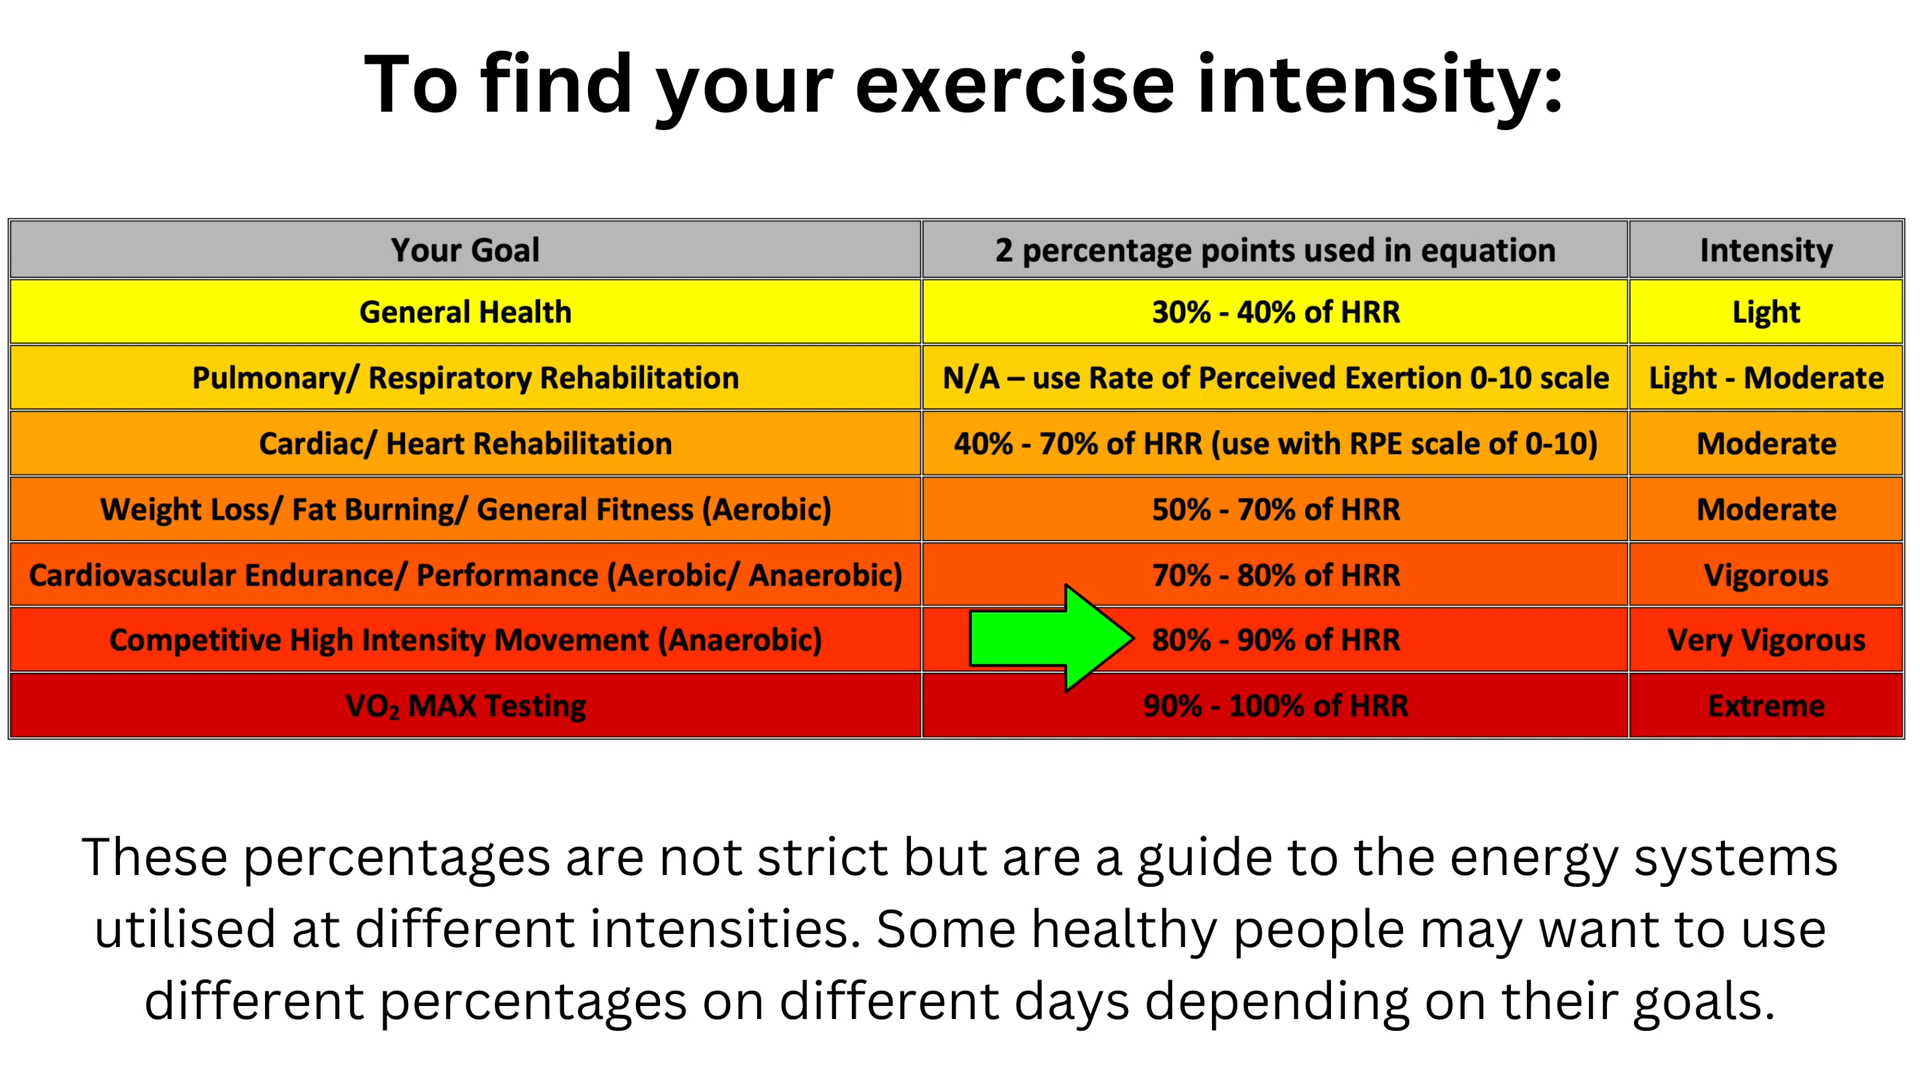 To find your exercise intensity:
Your Goal 2 percentage points used in equation Intensity
General Health 30% - 40% of HRR Light
Pulmonary/ Respiratory Rehabilitation N/A – use Rate of Perceived Exertion 0-10 scale Light - Moderate
Cardiac/ Heart Rehabilitation 40% - 70% of HRR (use with RPE scale of 0-10) Moderate
Weight Loss/ Fat Burning/ General Fitness (Aerobic) 50% - 70% of HRR Moderate
Cardiovascular Endurance/ Performance (Aerobic/ Anaerobic) 70% - 80% of HRR Vigorous
Competitive High Intensity Movement (Anaerobic) 80% - 90% of HRR Very Vigorous
VO₂ MAX Testing 90% - 100% of HRR Extreme
These percentages are not strict but are a guide to the energy systems
utilised at different intensities. Some healthy people may want to use
different percentages on different days depending on their goals.